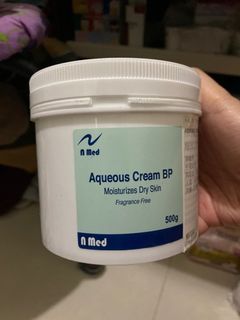 N Med
Aqueous Cream BP
Moisturizes Dry Skin
Fragrance Free
500g
N Med